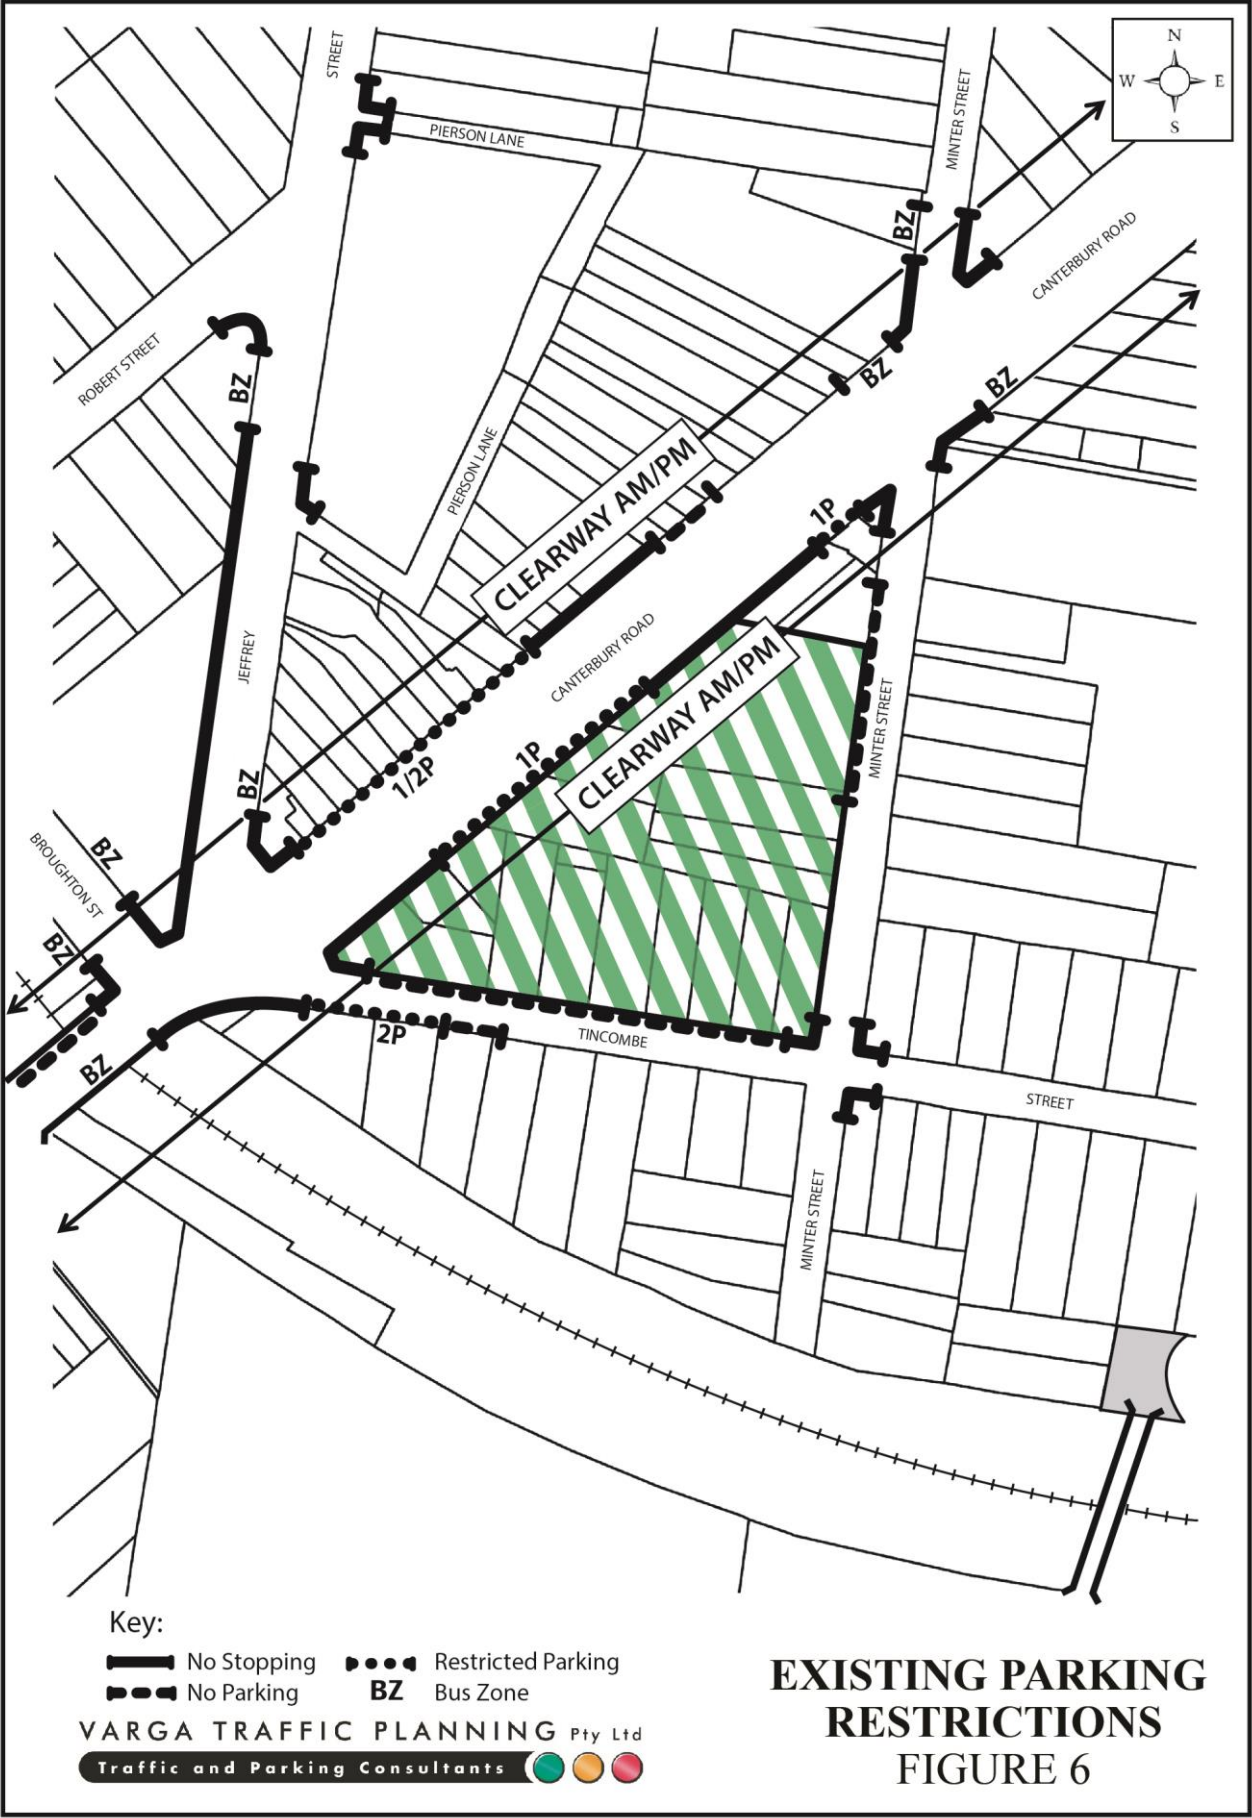 N
W E
S
STREET
PIERSON LANE
MINTER STREET
BZ
CANTERBURY ROAD
ROBERT STREET
BZ
BZ
BZ
PIERSON LANE
CLEARWAY AM/PM
1P
CANTERBURY ROAD
JEFFREY
CLEARWAY AM/PM
MINTER STREET
1P
1/2P
BZ
BZ
BROUGHTON ST
BZ
2P
TINCOMBE
BZ
STREET
MINTER STREET
Key:
No Stopping
Restricted Parking
No Parking
BZ Bus Zone
VARGA TRAFFIC PLANNING Pty Ltd
Traffic and Parking Consultants
EXISTING PARKING
RESTRICTIONS
FIGURE 6